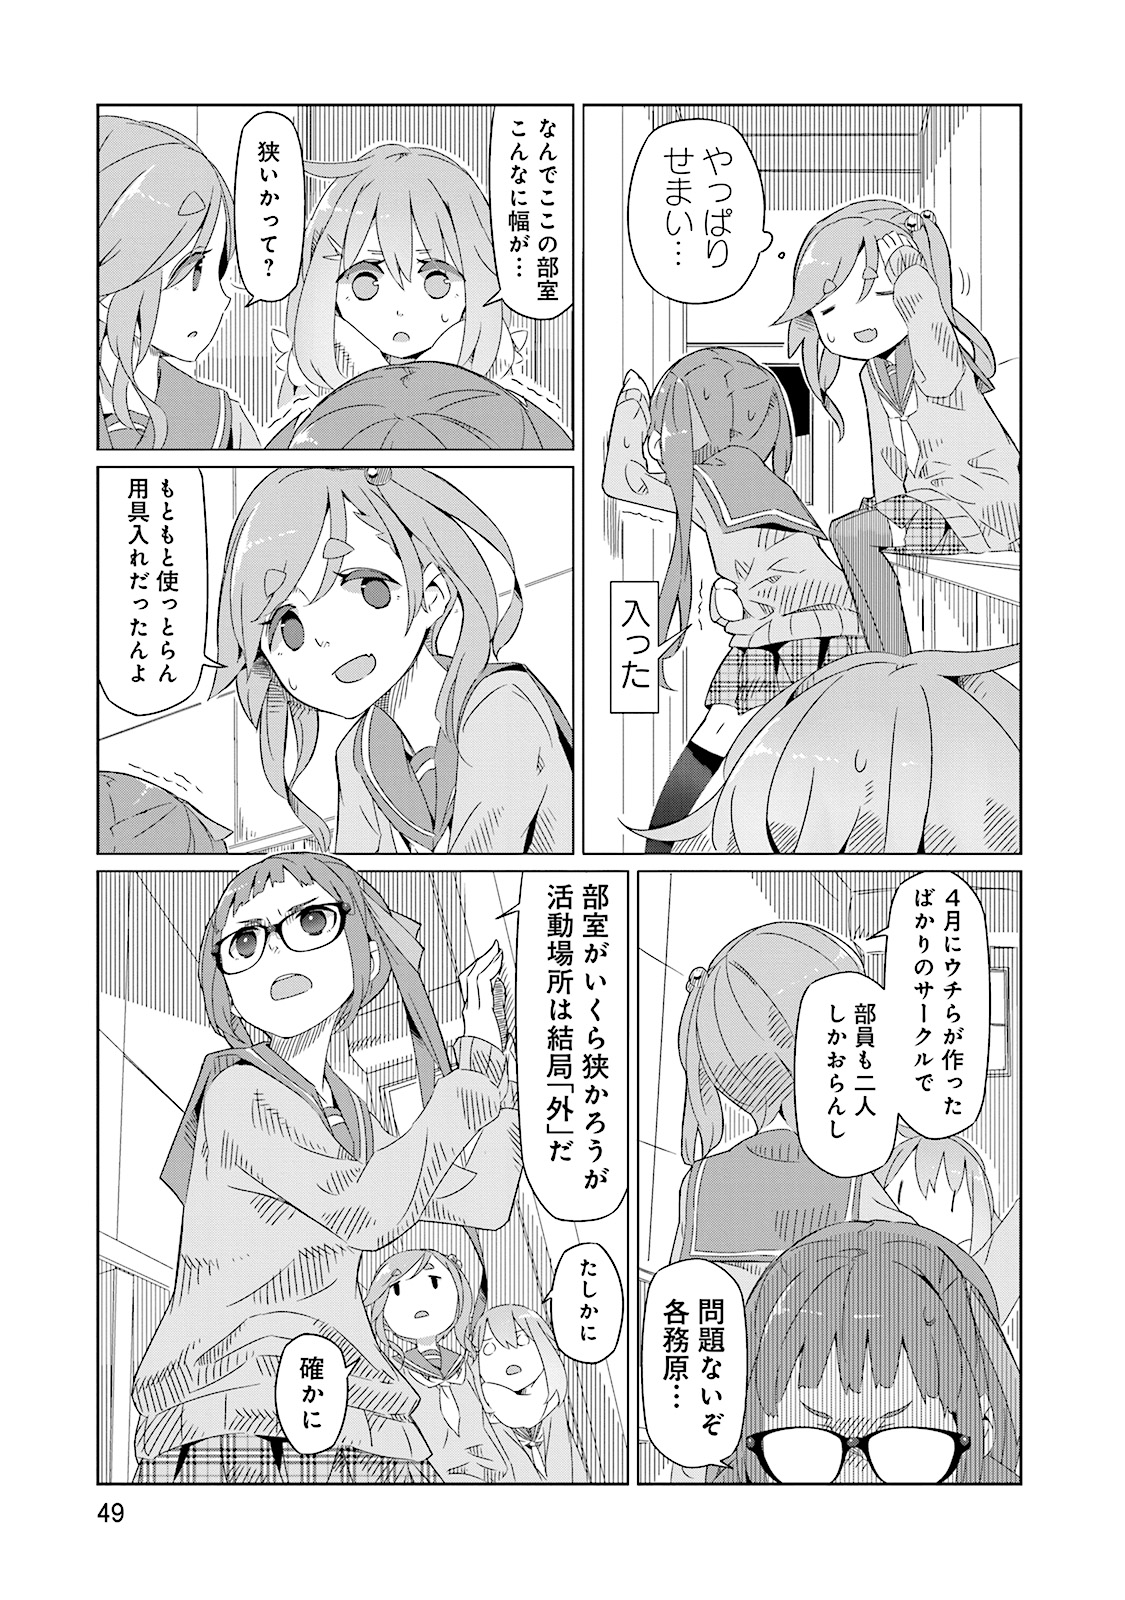 やっぱり
せまい…
入った
なんでここの部室
こんなに幅が…
狭いかって?
もともと使っとらん
用具入れだったんよ
4月にウチらが作った
ばかりのサークルで
部員も二人
しかおらんし
問題ないぞ
各務原…
部室がいくら狭かろうが
活動場所は結局「外」だ
たしかに
確かに
49